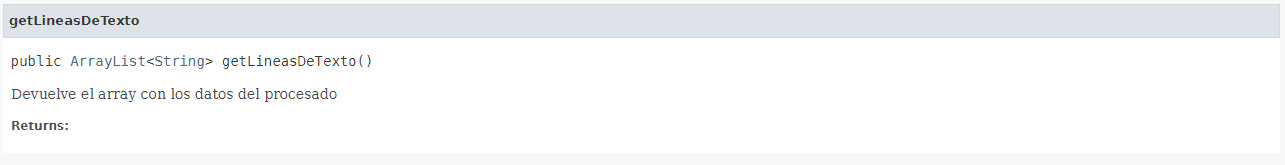 getLineasDeTexto
public ArrayList<String> getLineasDeTexto()
Devuelve el array con los datos del procesado
Returns: